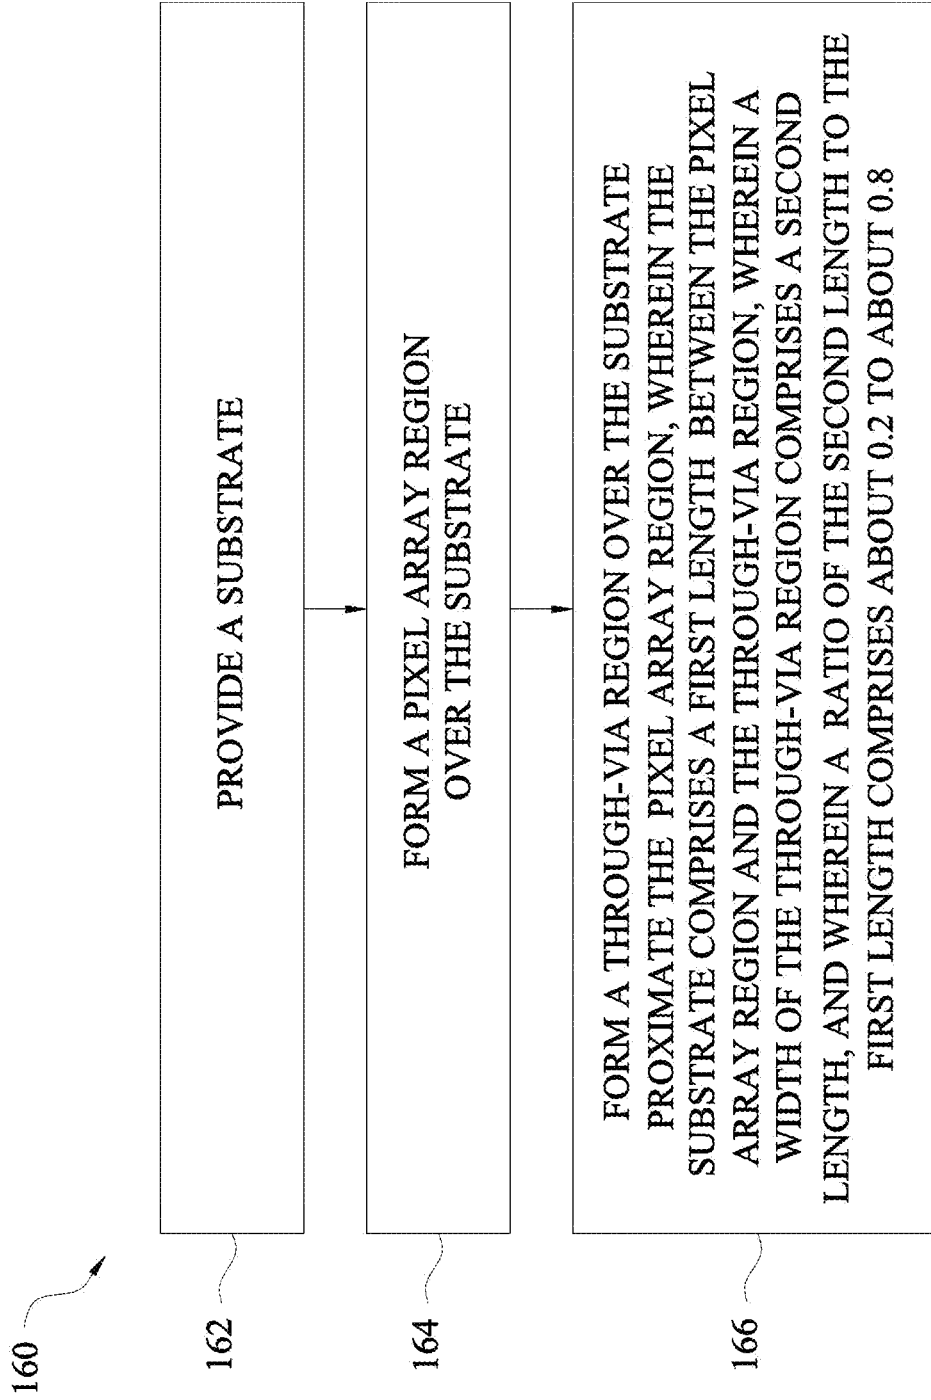 160
162
PROVIDE A SUBSTRATE
164
FORM A PIXEL ARRAY REGION
OVER THE SUBSTRATE
166
FORM A THROUGH-VIA REGION OVER THE SUBSTRATE
PROXIMATE THE PIXEL ARRAY REGION, WHEREIN THE
SUBSTRATE COMPRISES A FIRST LENGTH BETWEEN THE PIXEL
ARRAY REGION AND THE THROUGH-VIA REGION, WHEREIN A
WIDTH OF THE THROUGH-VIA REGION COMPRISES A SECOND
LENGTH, AND WHEREIN A RATIO OF THE SECOND LENGTH TO THE
FIRST LENGTH COMPRISES ABOUT 0.2 TO ABOUT 0.8